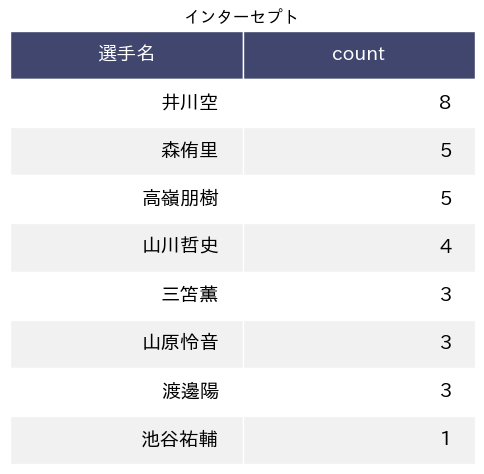 インターセプト
選手名 count
井川空 8
森侑里 5
高嶺朋樹 5
山川哲史 4
三笘薫 3
山原怜音 3
渡邊陽 3
池谷祐輔 1